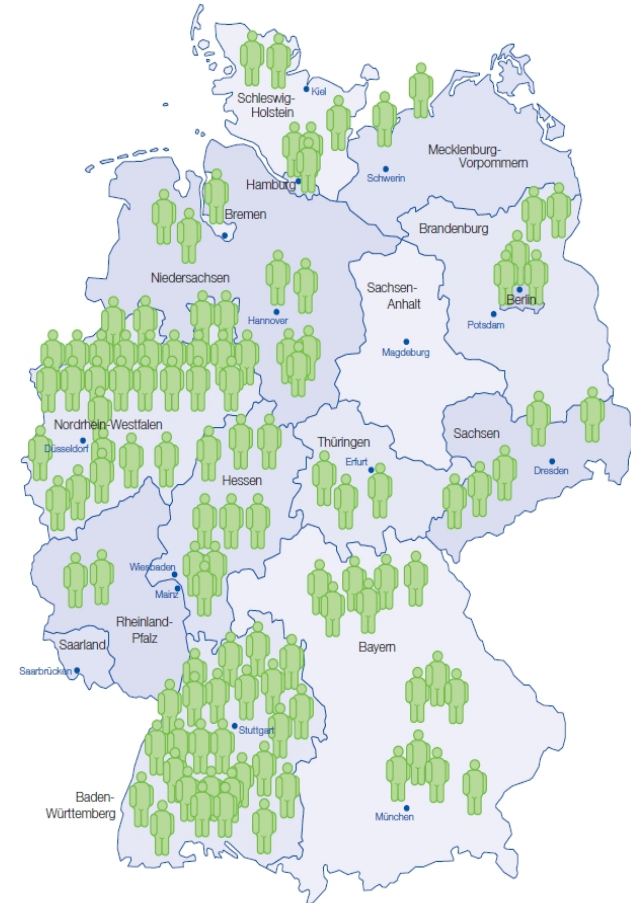 Kiel
Schleswig-
Holstein
Mecklenburg-
Vorpommern
Schwerin
Hamburg
Bremen
Brandenburg
Niedersachsen
Sachsen-
Anhalt
Berlin
Hannover
Potsdam
Magdeburg
Nordrhein-Westfalen
Düsseldorf
Thüringen
Sachsen
Erfurt
Dresden
Hessen
Wiesbaden
Mainz
Rheinland-
Pfalz
Saarland
Bayern
Saarbrücken
Stuttgart
Baden-
Württemberg
München